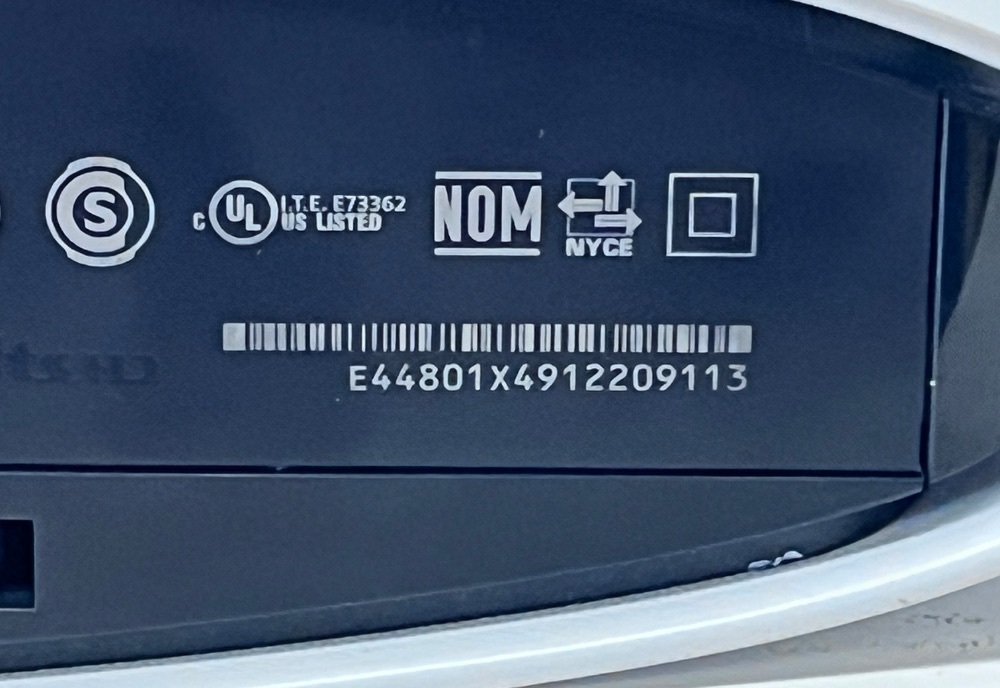 S
C UL I.T.E. E73362
US LISTED
NOM
NYCE
E44801X4912209113